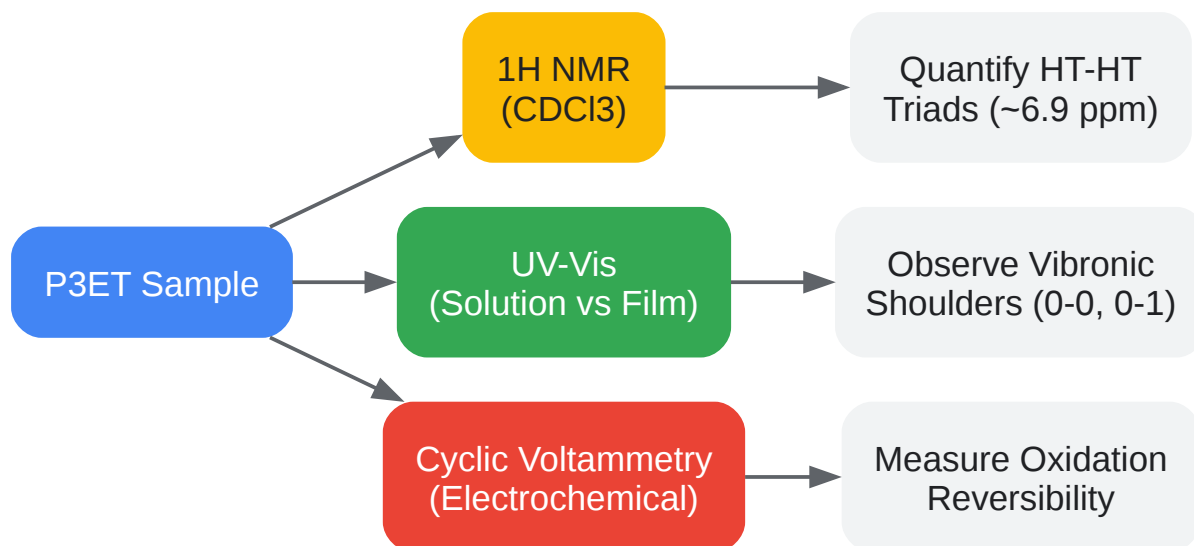 1H NMR
(CDCl3)
Quantify HT-HT
Triads (~6.9 ppm)
P3ET Sample
UV-Vis
(Solution vs Film)
Observe Vibronic
Shoulders (0-0, 0-1)
Cyclic Voltammetry
(Electrochemical)
Measure Oxidation
Reversibility